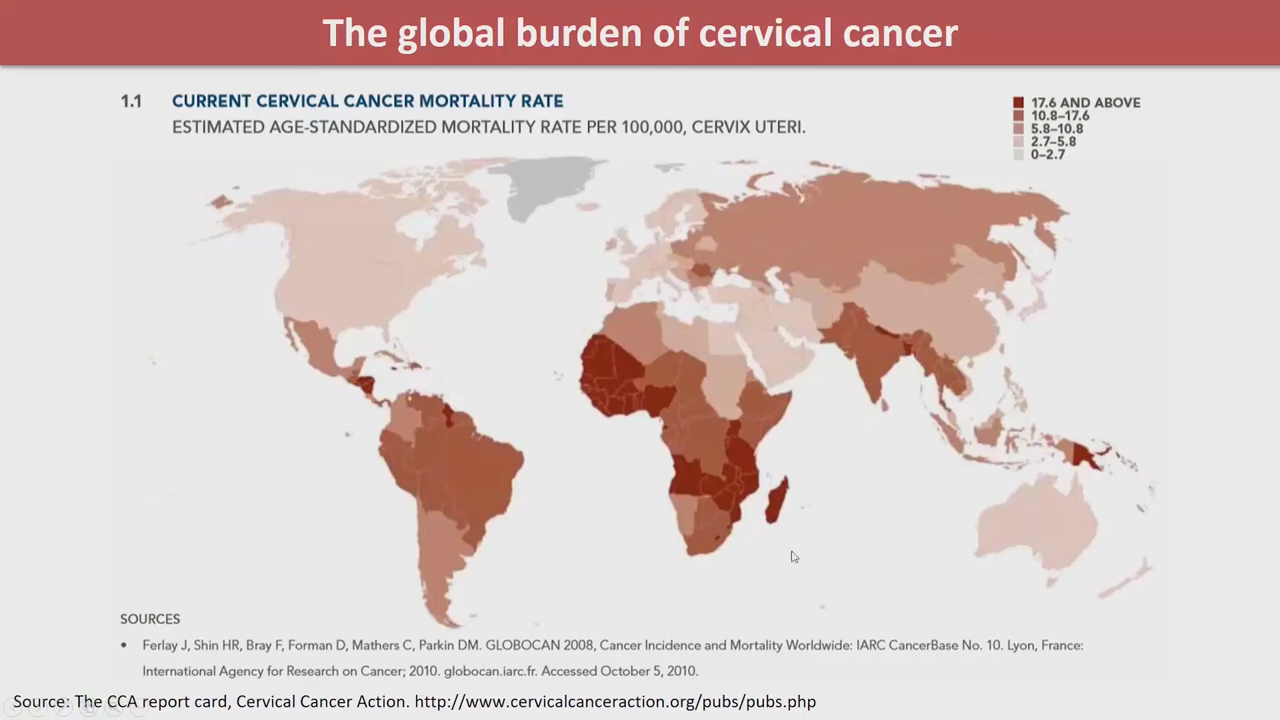 The global burden of cervical cancer
1.1 CURRENT CERVICAL CANCER MORTALITY RATE
ESTIMATED AGE-STANDARDIZED MORTALITY RATE PER 100,000, CERVIX UTERI.
17.6 AND ABOVE
10.8–17.6
5.8–10.8
2.7–5.8
0–2.7
SOURCES
• Ferlay J, Shin HR, Bray F, Forman D, Mathers C, Parkin DM. GLOBOCAN 2008, Cancer Incidence and Mortality Worldwide: IARC CancerBase No. 10. Lyon, France:
International Agency for Research on Cancer; 2010. globocan.iarc.fr. Accessed October 5, 2010.
Source: The CCA report card, Cervical Cancer Action. http://www.cervicalcanceraction.org/pubs/pubs.php